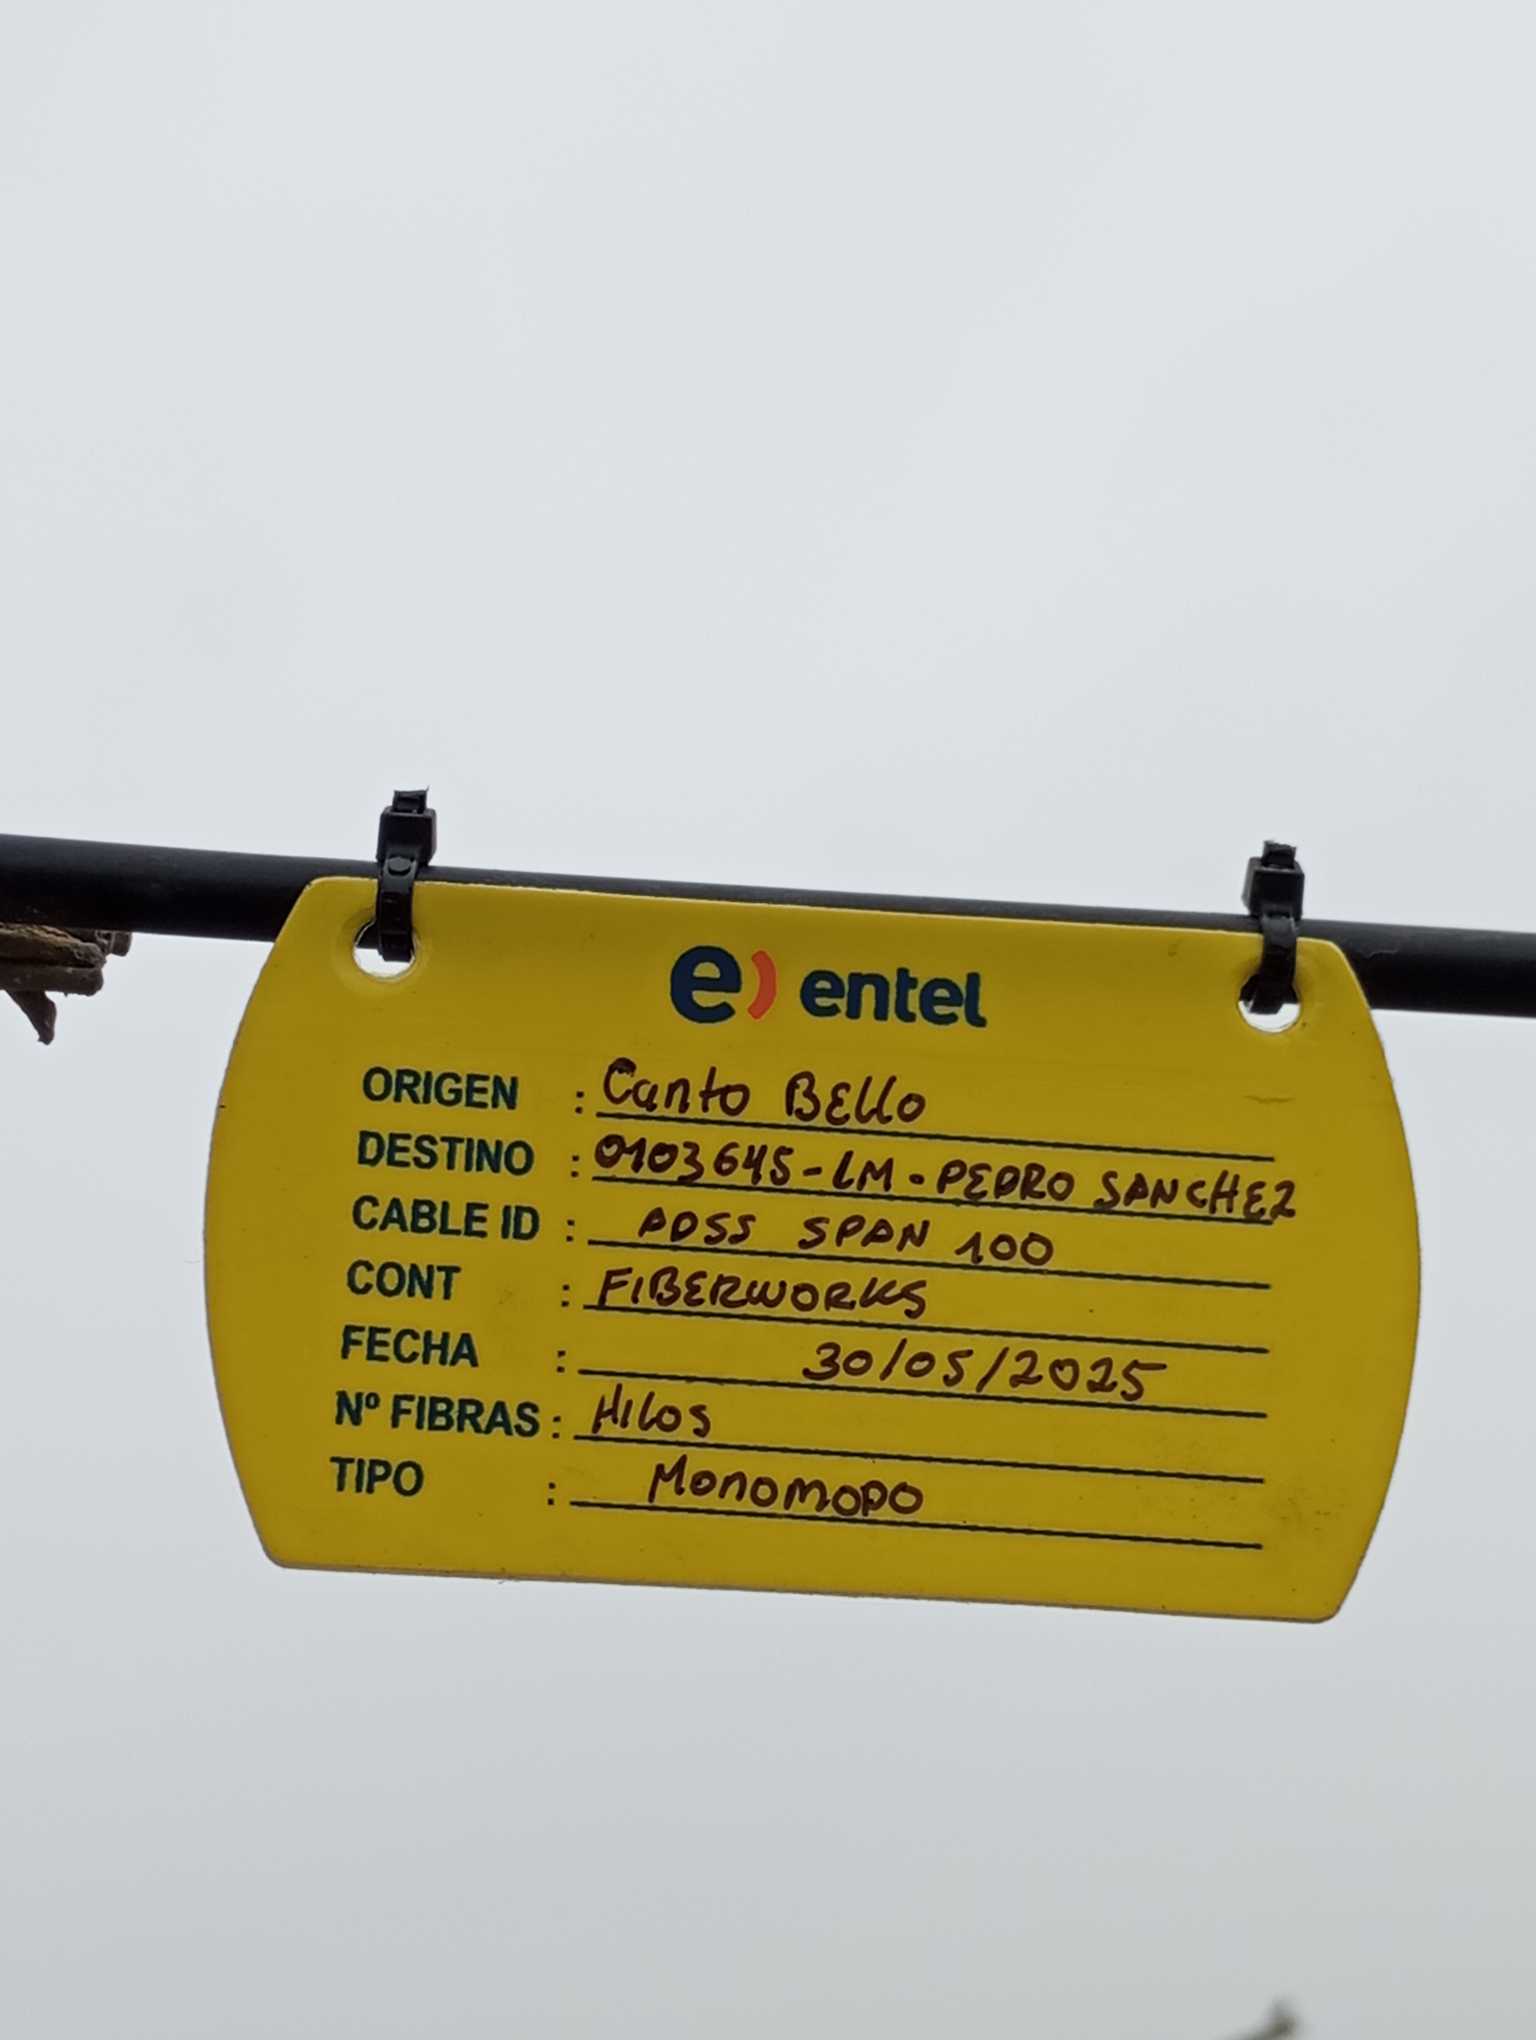 e) entel
ORIGEN : Canto BELLO
DESTINO : 0103645-LM-PEDRO SANCHEZ
CABLE ID : ADSS SPAN 100
CONT : FIBERWORKS
FECHA : 30/05/2025
Nº FIBRAS : HILOS
TIPO : MONOMODO